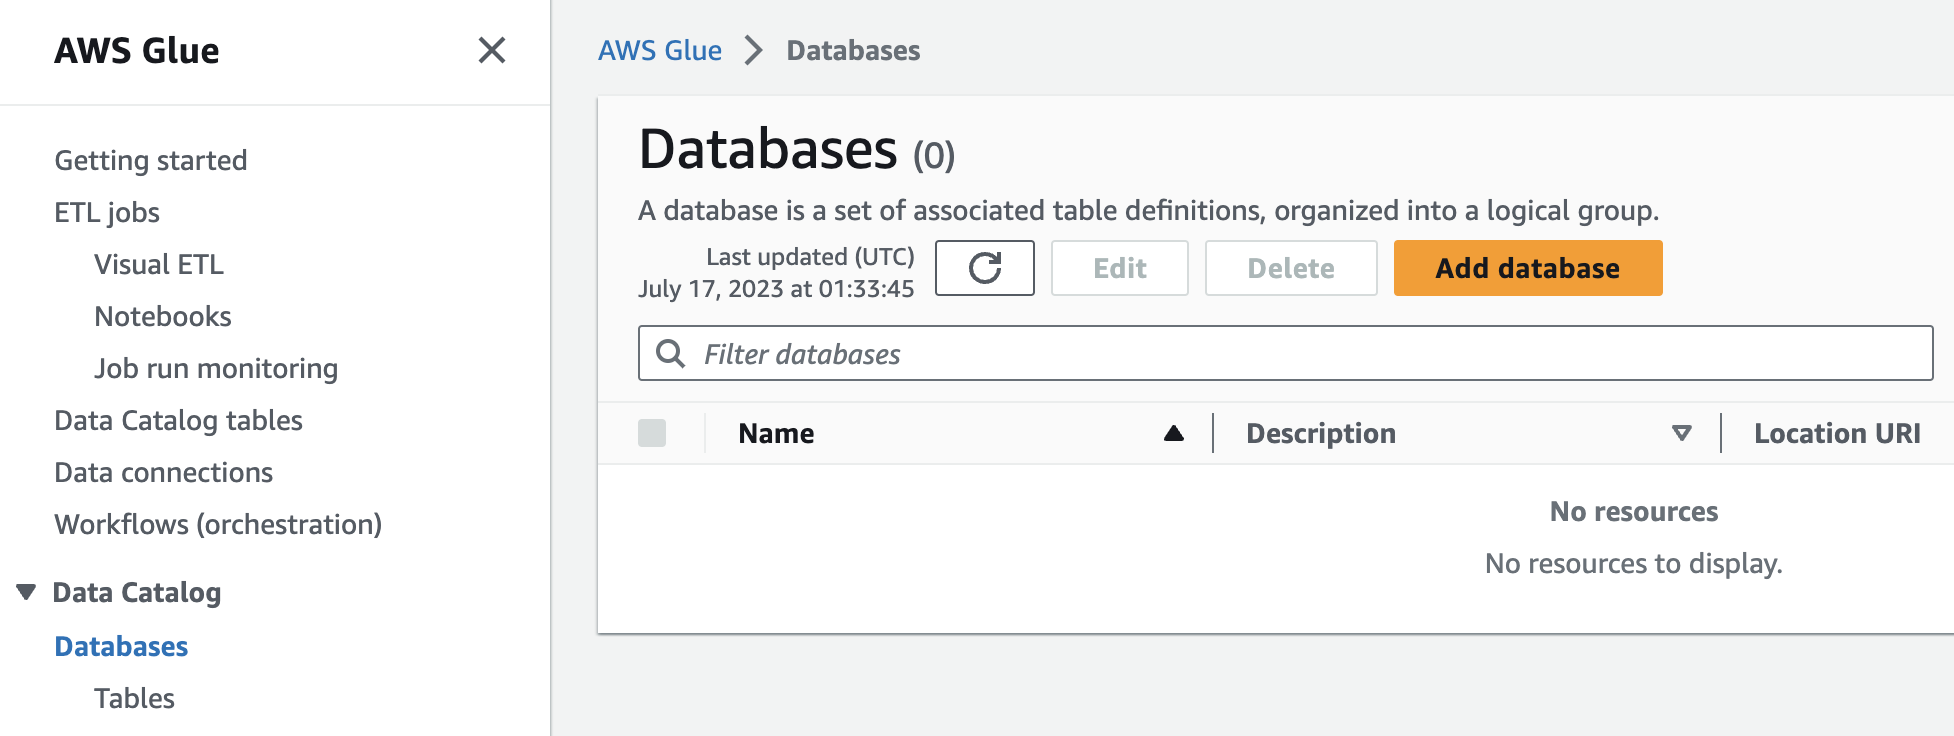 AWS Glue
Getting started
ETL jobs
Visual ETL
Notebooks
Job run monitoring
Data Catalog tables
Data connections
Workflows (orchestration)
Data Catalog
Databases
Tables
AWS Glue > Databases
Databases (0)
A database is a set of associated table definitions, organized into a logical group.
Last updated (UTC)
July 17, 2023 at 01:33:45
Edit Delete Add database
Filter databases
Name Description Location URI
No resources
No resources to display.